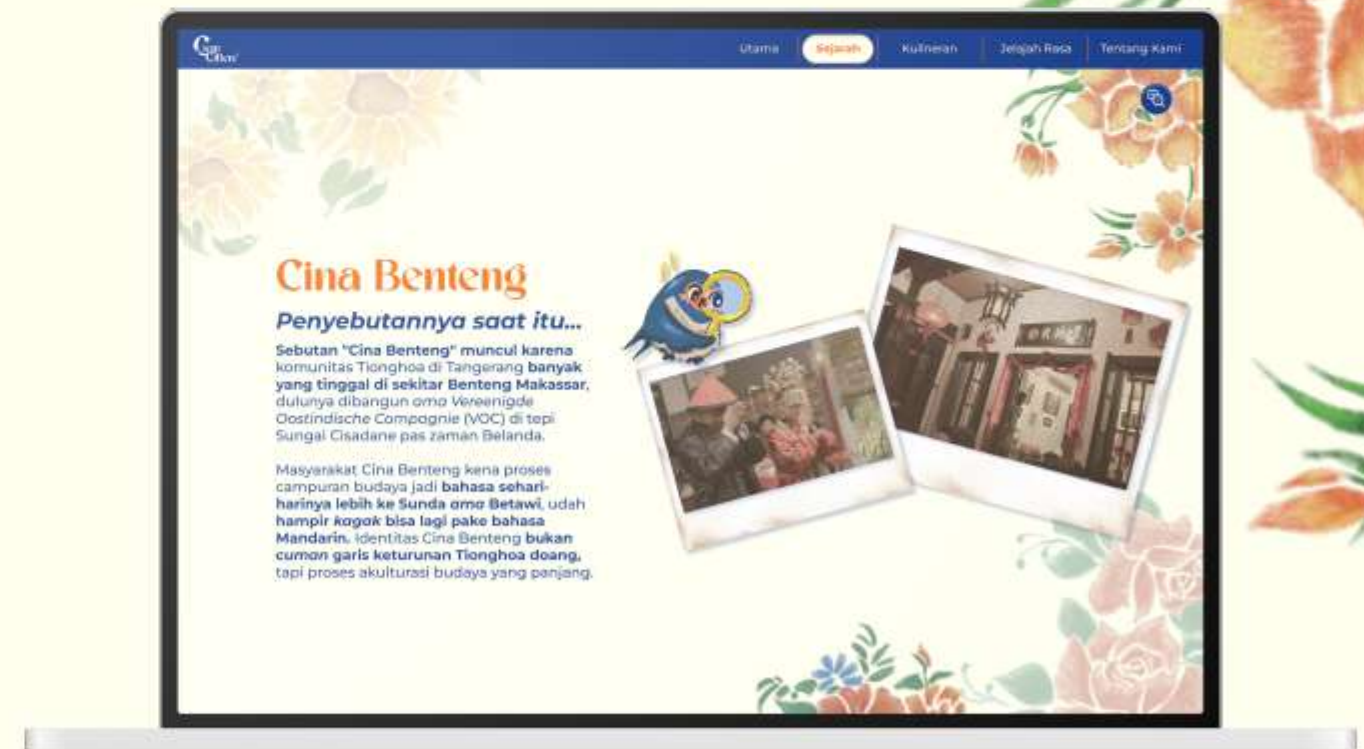 Utama
Sejarah
Kulineran
Jelajah Rasa
Tentang Kami
Cina Benteng
Penyebutannya saat itu...
Sebutan "Cina Benteng" muncul karena
komunitas Tionghoa di Tangerang banyak
yang tinggal di sekitar Benteng Makassar,
dulunya dibangun ama Vereenigde
Oostindische Compagnie (VOC) di tepi
Sungai Cisadane pas zaman Belanda.
Masyarakat Cina Benteng kena proses
campuran budaya jadi bahasa sehari-
harinya lebih ke Sunda ama Betawi, udah
hampir kagak bisa lagi pake bahasa
Mandarin. Identitas Cina Benteng bukan
cuman garis keturunan Tionghoa doang,
tapi proses akulturasi budaya yang panjang.